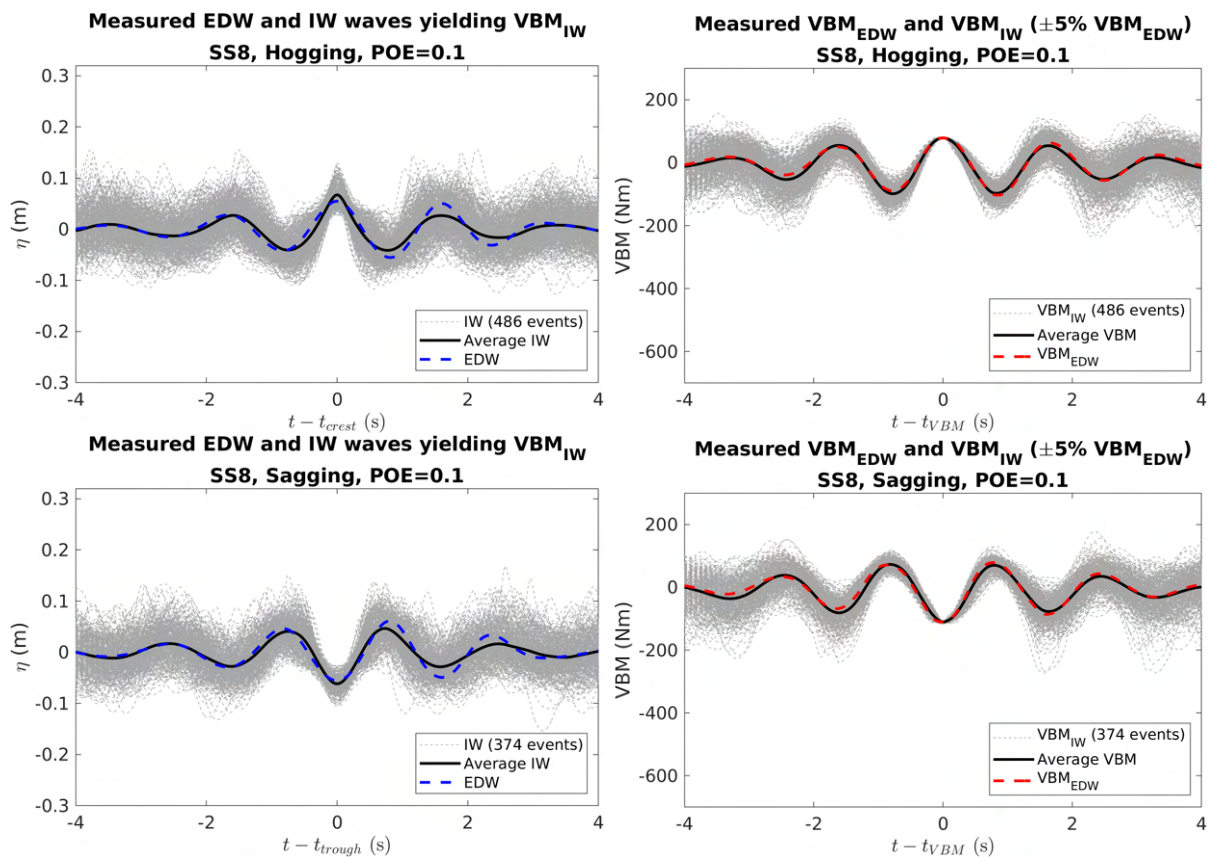 Measured EDW and IW waves yielding VBM_IW
SS8, Hogging, POE=0.1
0.3
0.2
0.1
0
-0.1
-0.2
-0.3
η (m)
IW (486 events)
Average IW
EDW
-4 -2 0 2 4
t − t_crest (s)
Measured VBM_EDW and VBM_IW (±5% VBM_EDW)
SS8, Hogging, POE=0.1
200
0
-200
-400
-600
VBM (Nm)
VBM_IW (486 events)
Average VBM
VBM_EDW
-4 -2 0 2 4
t − t_VBM (s)
Measured EDW and IW waves yielding VBM_IW
SS8, Sagging, POE=0.1
0.3
0.2
0.1
0
-0.1
-0.2
-0.3
η (m)
IW (374 events)
Average IW
EDW
-4 -2 0 2 4
t − t_trough (s)
Measured VBM_EDW and VBM_IW (±5% VBM_EDW)
SS8, Sagging, POE=0.1
200
0
-200
-400
-600
VBM (Nm)
VBM_IW (374 events)
Average VBM
VBM_EDW
-4 -2 0 2 4
t − t_VBM (s)